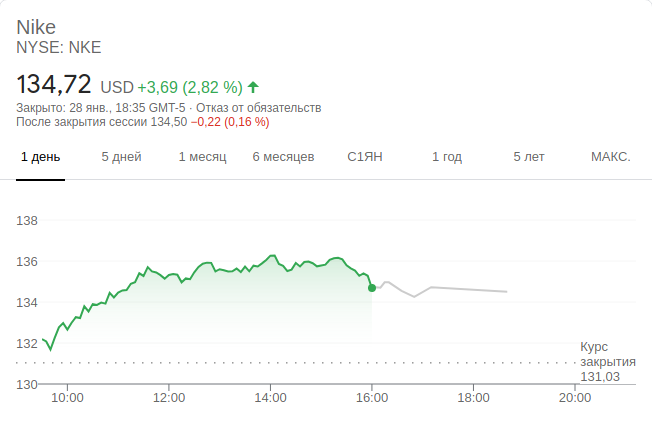 Nike
NYSE: NKE
134,72 USD +3,69 (2,82 %)
Закрыто: 28 янв., 18:35 GMT-5 · Отказ от обязательств
После закрытия сессии 134,50 −0,22 (0,16 %)
1 день 5 дней 1 месяц 6 месяцев С1ЯН 1 год 5 лет МАКС.
138
136
134
132
Курс
закрытия
131,03
130
10:00 12:00 14:00 16:00 18:00 20:00